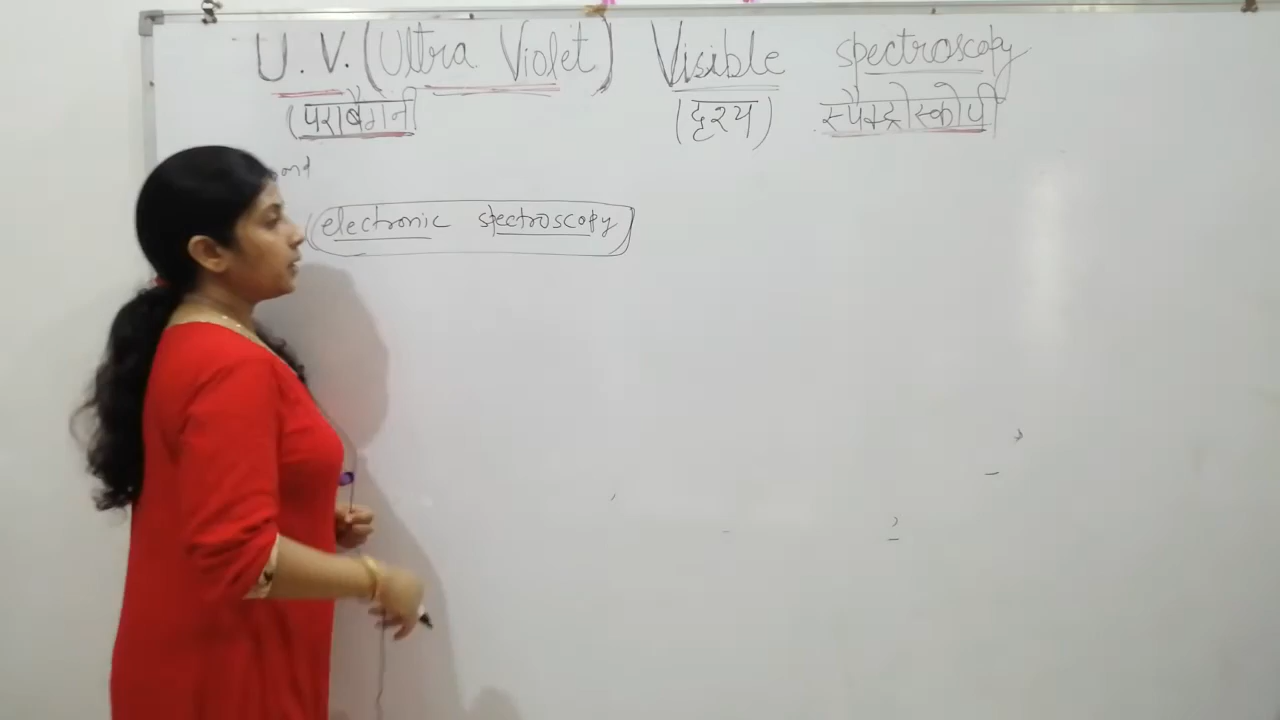 U.V. (Ultra Violet) Visible spectroscopy
(पराबैगनी (दृश्य) स्पैक्ट्रोस्कोपी
and
(electronic spectroscopy)